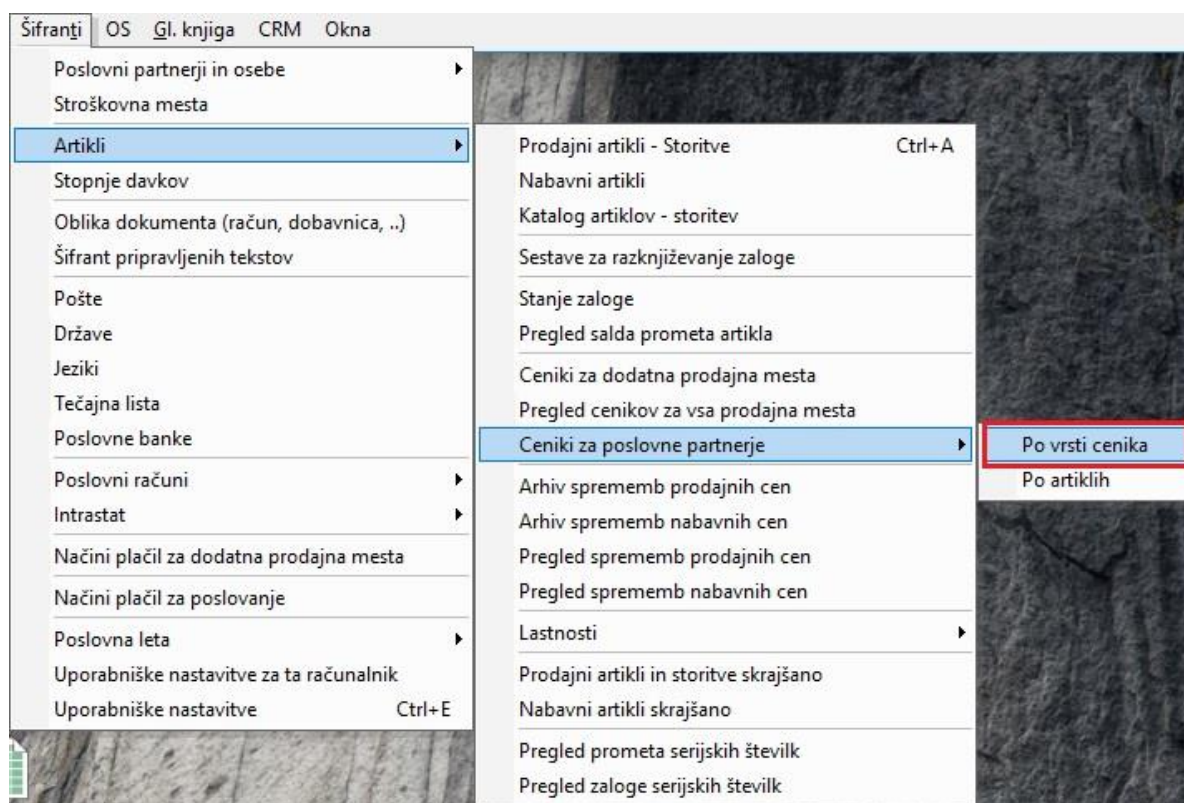 Šifranti OS Gl. knjiga CRM Okna
Poslovni partnerji in osebe
Stroškovna mesta
Artikli
Stopnje davkov
Oblika dokumenta (račun, dobavnica, ..)
Šifrant pripravljenih tekstov
Pošte
Države
Jeziki
Tečajna lista
Poslovne banke
Poslovni računi
Intrastat
Načini plačil za dodatna prodajna mesta
Načini plačil za poslovanje
Poslovna leta
Uporabniške nastavitve za ta računalnik
Uporabniške nastavitve Ctrl+E
Prodajni artikli - Storitve Ctrl+A
Nabavni artikli
Katalog artiklov - storitev
Sestave za razknjiževanje zaloge
Stanje zaloge
Pregled salda prometa artikla
Ceniki za dodatna prodajna mesta
Pregled cenikov za vsa prodajna mesta
Ceniki za poslovne partnerje
Arhiv sprememb prodajnih cen
Arhiv sprememb nabavnih cen
Pregled sprememb prodajnih cen
Pregled sprememb nabavnih cen
Lastnosti
Prodajni artikli in storitve skrajšano
Nabavni artikli skrajšano
Pregled prometa serijskih številk
Pregled zaloge serijskih številk
Po vrsti cenika
Po artiklih